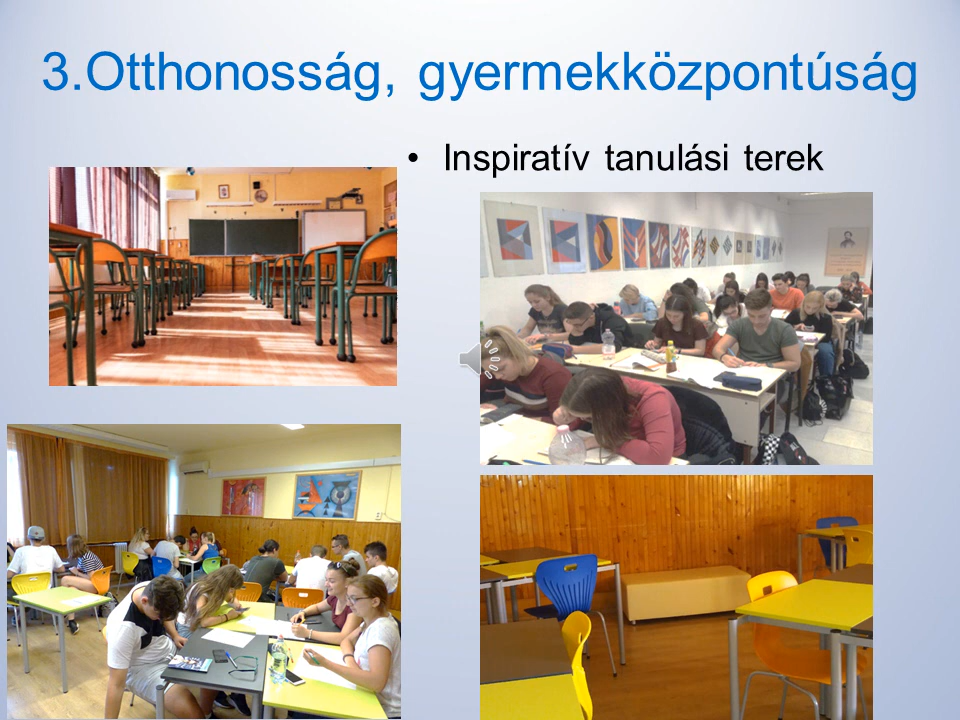 3.Otthonosság, gyermekközpontúság
• Inspiratív tanulási terek